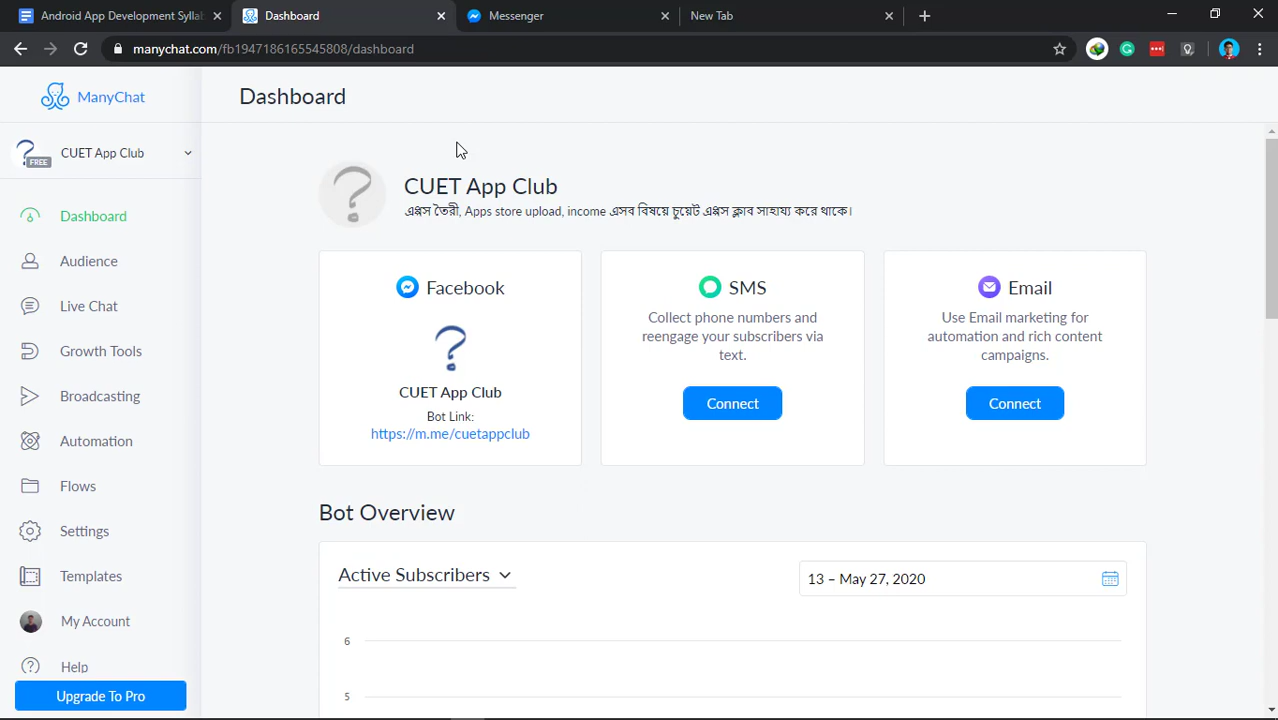 Android App Development Syllab
Dashboard
Messenger
New Tab
manychat.com/fb1947186165545808/dashboard
ManyChat
Dashboard
CUET App Club
FREE
Dashboard
Audience
Live Chat
Growth Tools
Broadcasting
Automation
Flows
Settings
Templates
My Account
Help
Upgrade To Pro
CUET App Club
এপ্পস তৈরী, Apps store upload, income এসব বিষয়ে চুয়েট এপ্পস ক্লাব সাহায্য করে থাকে।
Facebook
CUET App Club
Bot Link:
https://m.me/cuetappclub
SMS
Collect phone numbers and
reengage your subscribers via
text.
Connect
Email
Use Email marketing for
automation and rich content
campaigns.
Connect
Bot Overview
Active Subscribers
13 – May 27, 2020
6
5